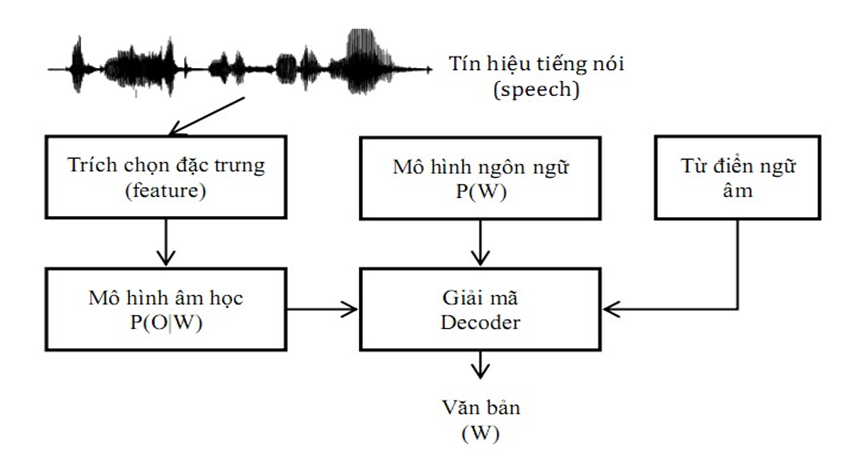 Tín hiệu tiếng nói
(speech)
Trích chọn đặc trưng
(feature)
Mô hình ngôn ngữ
P(W)
Từ điển ngữ
âm
Mô hình âm học
P(O|W)
Giải mã
Decoder
Văn bản
(W)